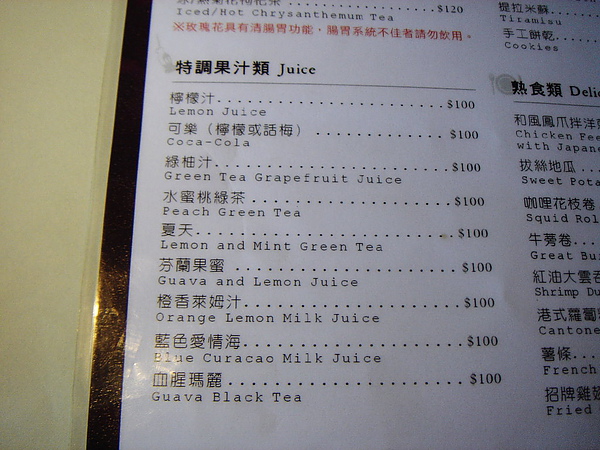 Iced/Hot Chrysanthemum Tea
$120
※玫瑰花具有清腸胃功能,腸胃系統不佳者請勿飲用。
特調果汁類 Juice
檸檬汁 $100
Lemon Juice
可樂（檸檬或話梅） $100
Coca-Cola
綠柚汁 $100
Green Tea Grapefruit Juice
水蜜桃綠茶 $100
Peach Green Tea
夏天 $100
Lemon and Mint Green Tea
芬蘭果蜜 $100
Guava and Lemon Juice
橙香萊姆汁 $100
Orange Lemon Milk Juice
藍色愛情海 $100
Blue Curacao Milk Juice
血腥瑪麗 $100
Guava Black Tea
提拉米蘇
Tiramisu
手工餅乾
Cookies
熟食類
和風鳳爪拌洋
Chicken
with
拔絲地瓜
Sweet
咖哩花枝卷
Squid
牛蒡卷
Great
紅油大雲吞
Shrimp
港式蘿蔔
薯條
French
招牌雞翅
Fried